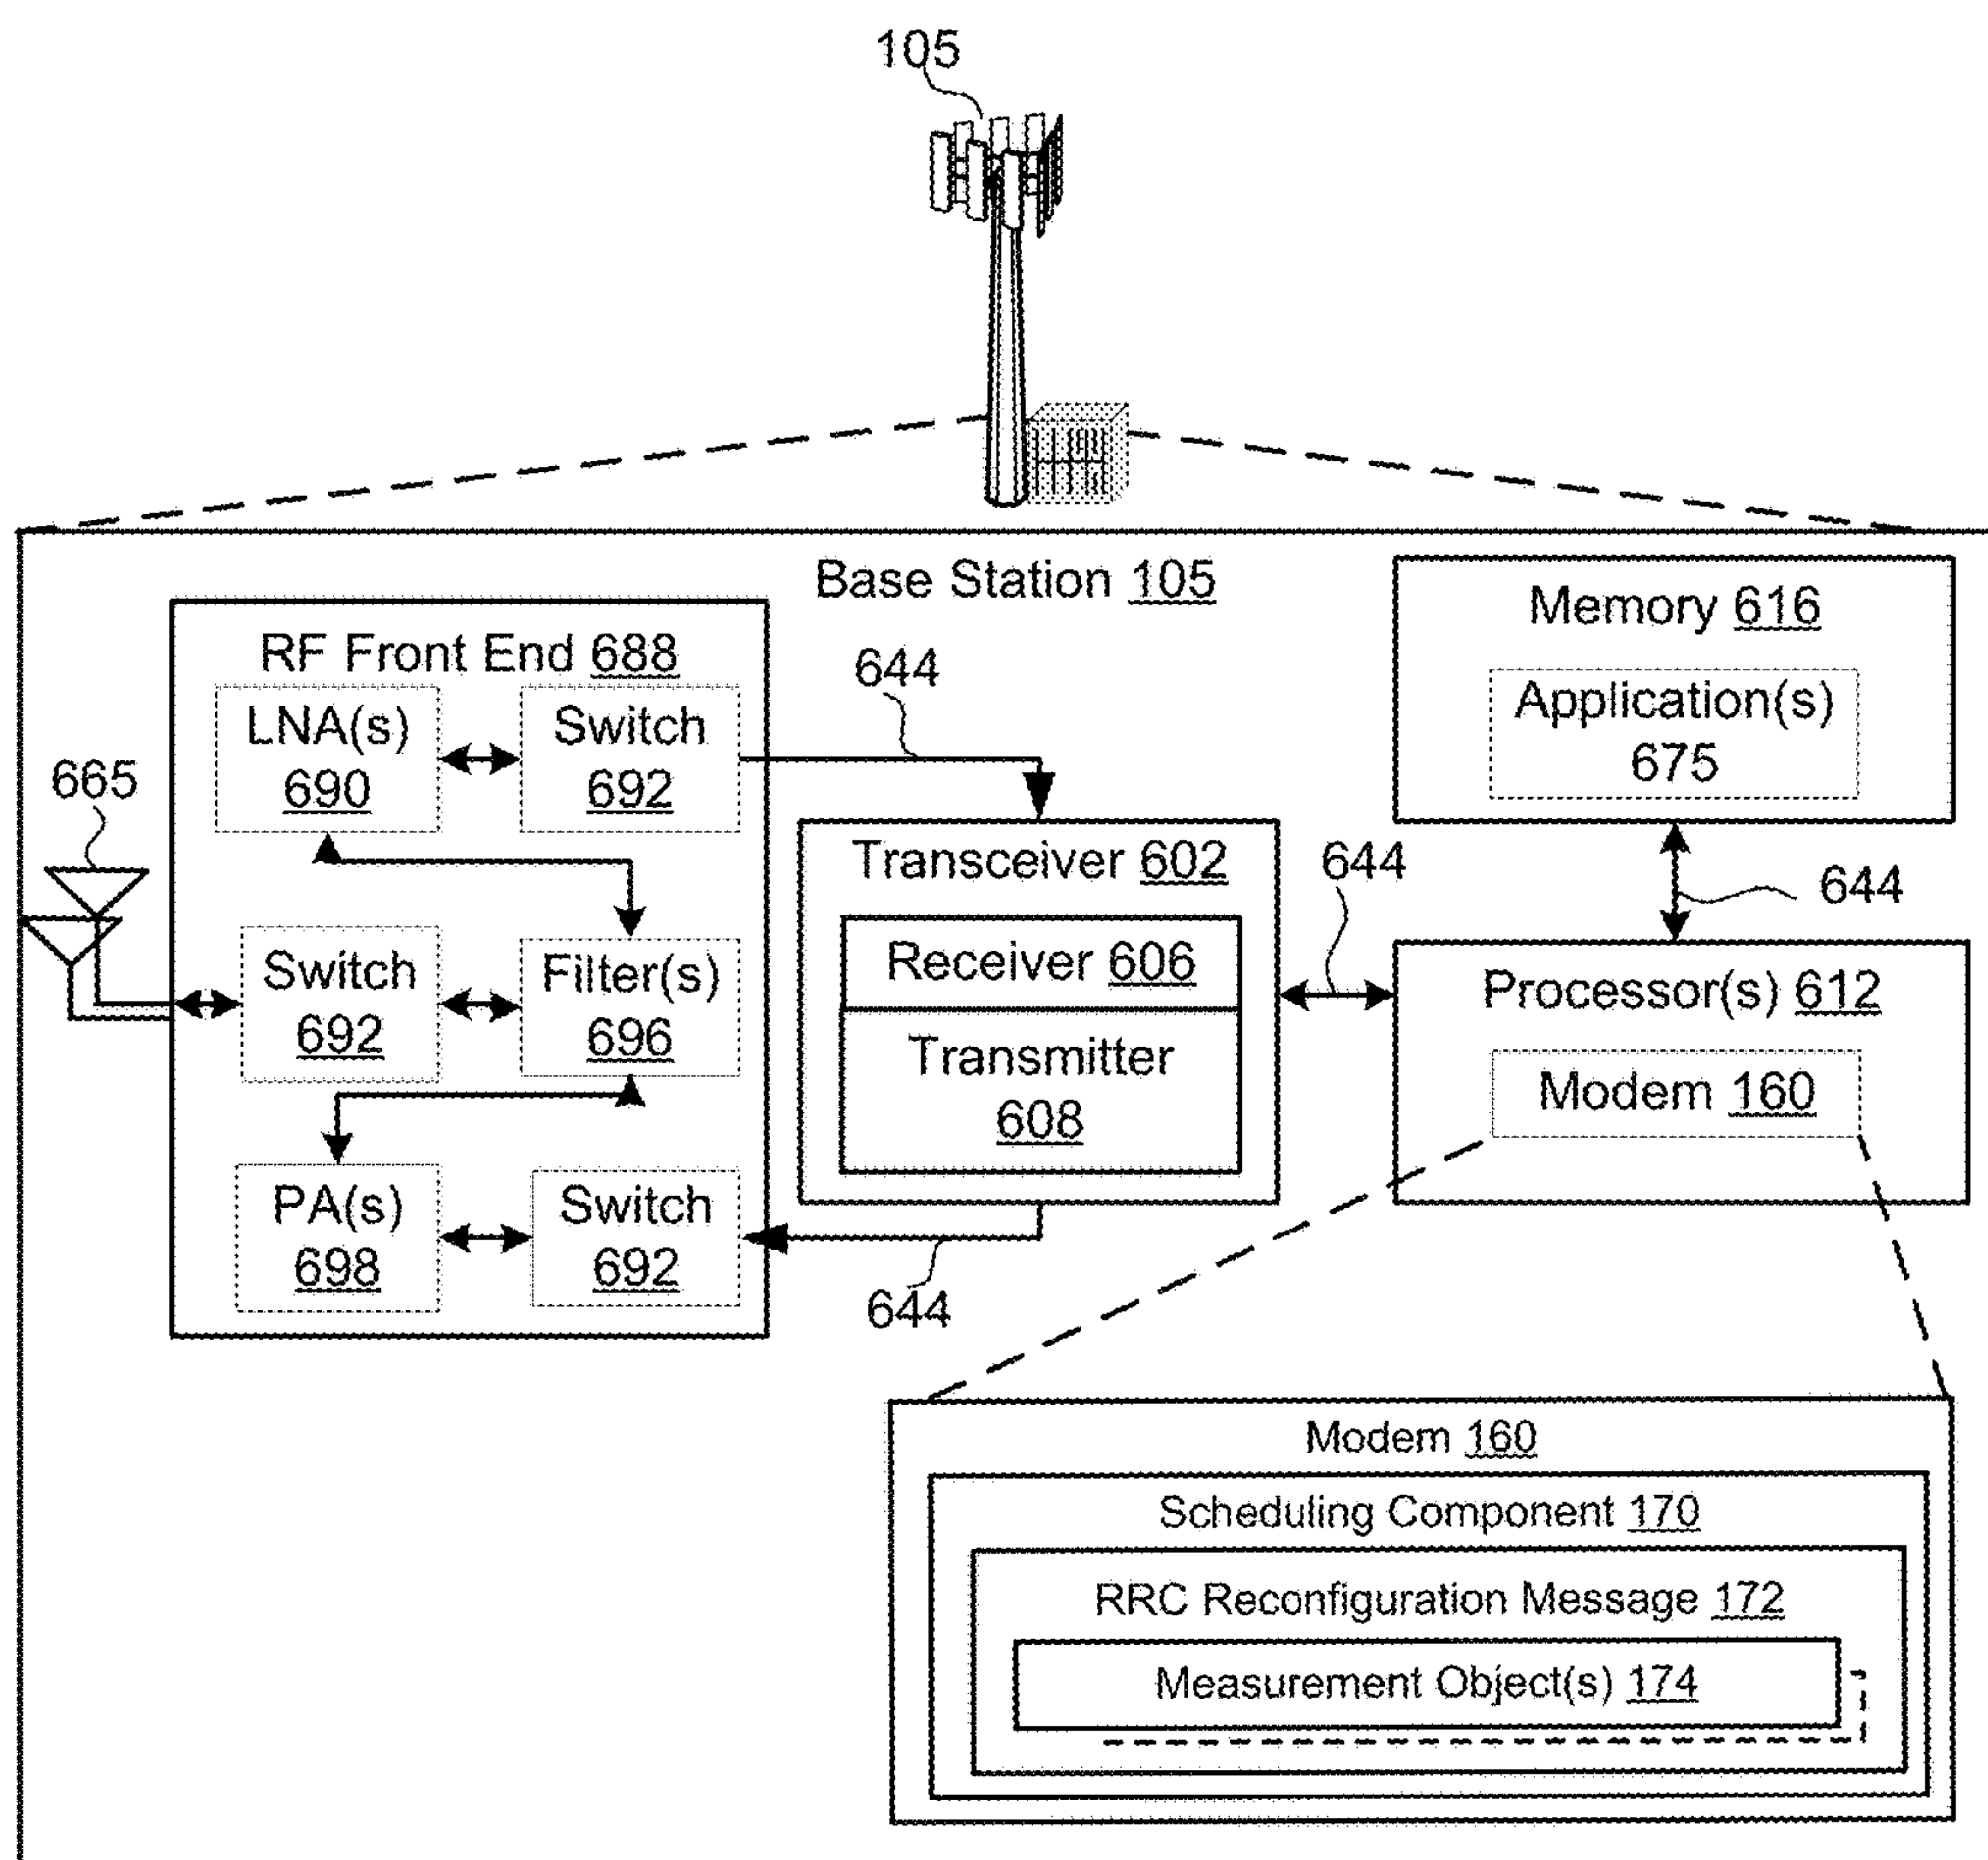 105
Base Station 105
RF Front End 688
LNA(s)
690
Switch
692
644
665
Switch
692
Filter(s)
696
PA(s)
698
Switch
692
644
Transceiver 602
Receiver 606
Transmitter
608
644
Memory 616
Application(s)
675
644
Processor(s) 612
Modem 160
Modem 160
Scheduling Component 170
RRC Reconfiguration Message 172
Measurement Object(s) 174